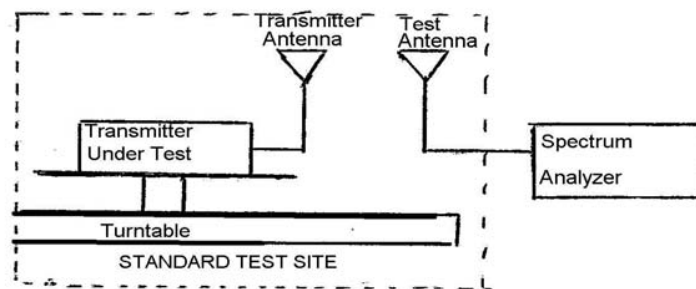 Transmitter
Antenna
Test
Antenna
Transmitter
Under Test
Spectrum
Analyzer
Turntable
STANDARD TEST SITE